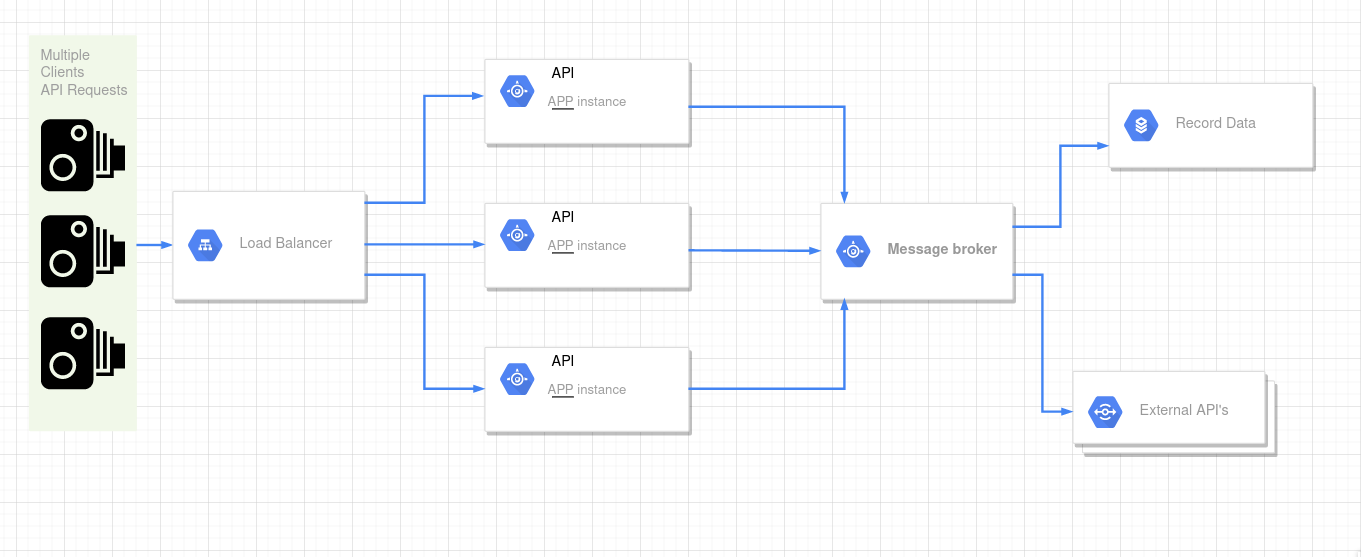 Multiple
Clients
API Requests
Load Balancer
API
APP instance
API
APP instance
API
APP instance
Message broker
Record Data
External API's